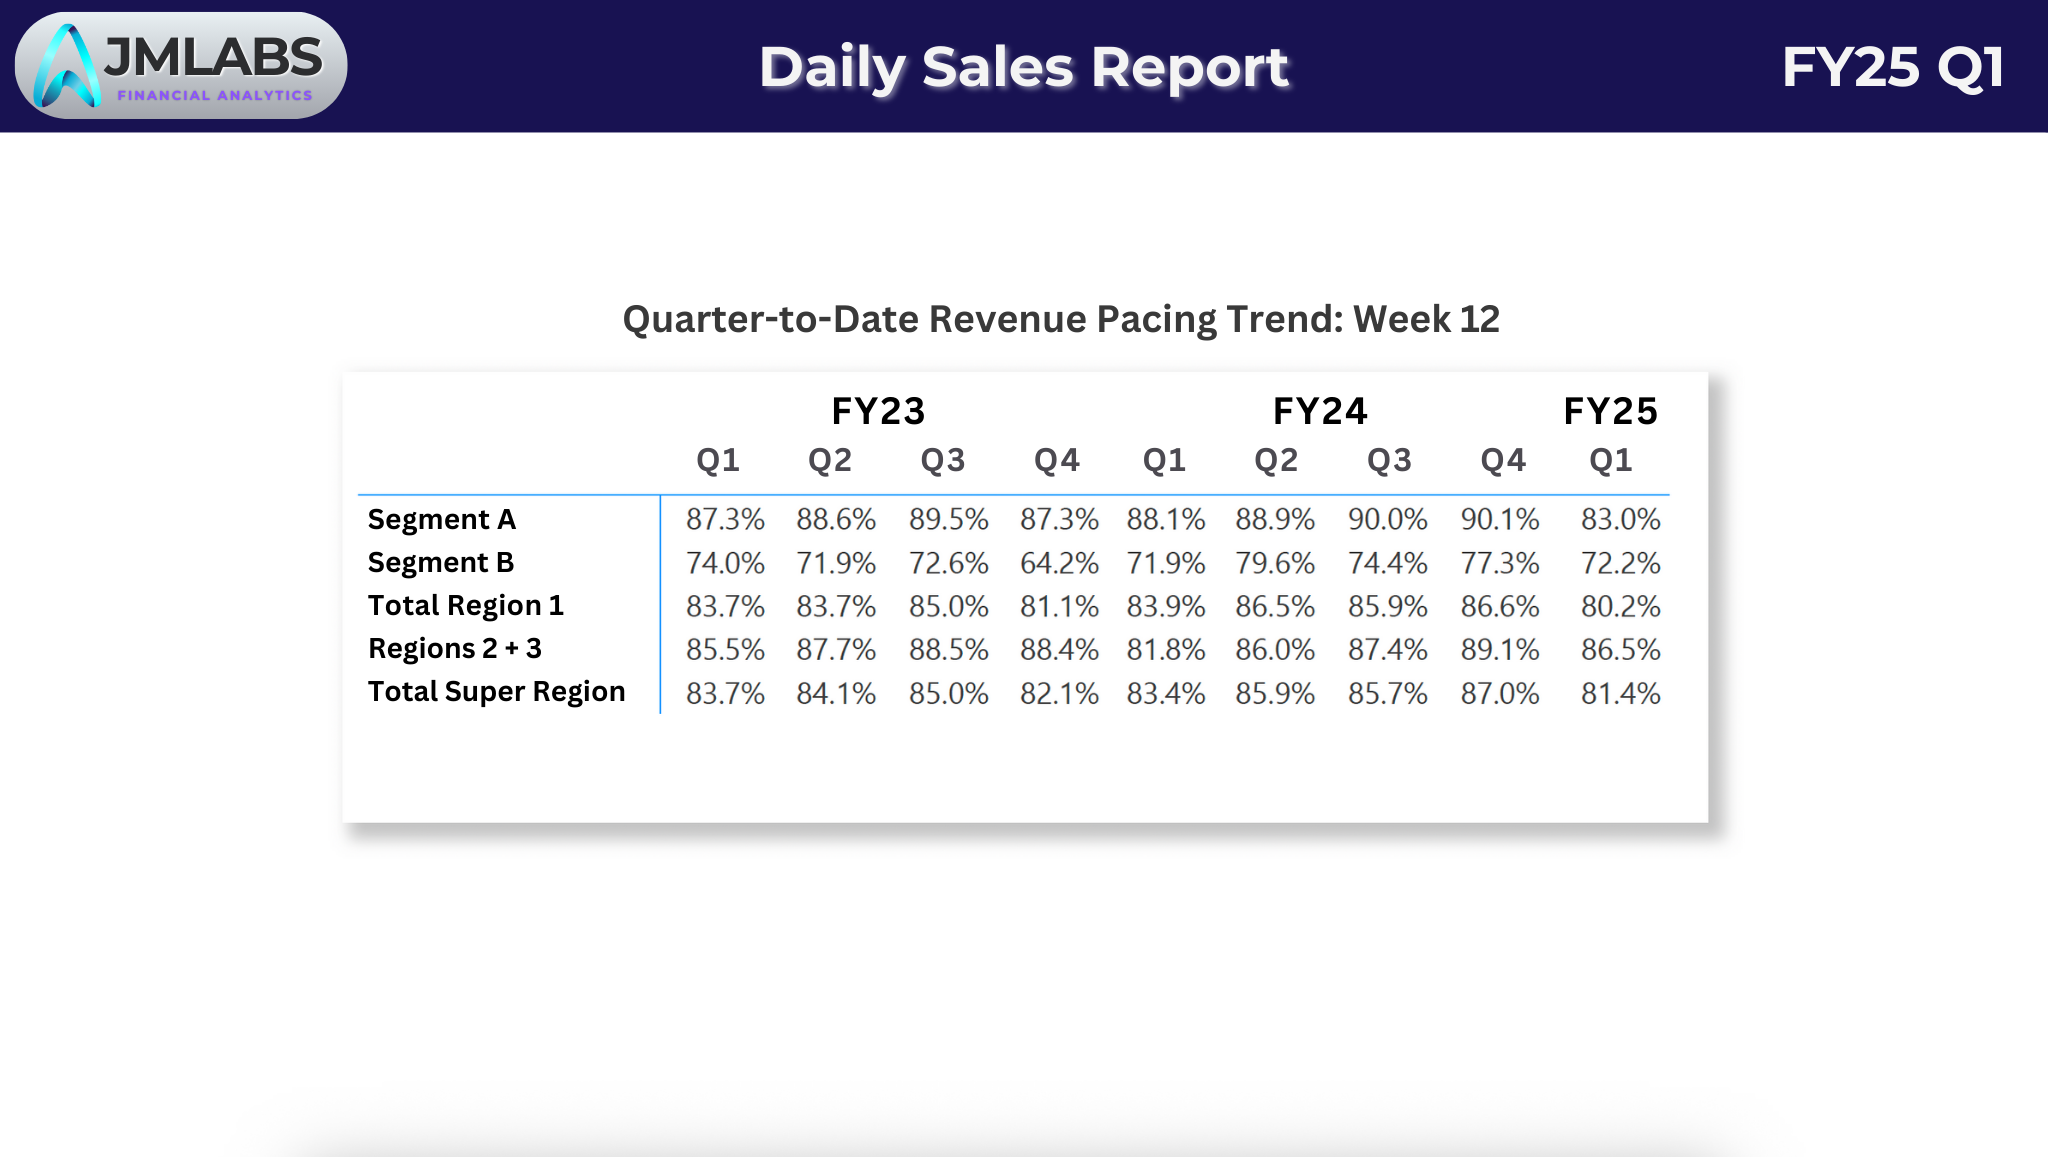 JMLABS
FINANCIAL ANALYTICS
Daily Sales Report
FY25 Q1
Quarter-to-Date Revenue Pacing Trend: Week 12
FY23 FY24 FY25
Q1 Q2 Q3 Q4 Q1 Q2 Q3 Q4 Q1
Segment A 87.3% 88.6% 89.5% 87.3% 88.1% 88.9% 90.0% 90.1% 83.0%
Segment B 74.0% 71.9% 72.6% 64.2% 71.9% 79.6% 74.4% 77.3% 72.2%
Total Region 1 83.7% 83.7% 85.0% 81.1% 83.9% 86.5% 85.9% 86.6% 80.2%
Regions 2 + 3 85.5% 87.7% 88.5% 88.4% 81.8% 86.0% 87.4% 89.1% 86.5%
Total Super Region 83.7% 84.1% 85.0% 82.1% 83.4% 85.9% 85.7% 87.0% 81.4%